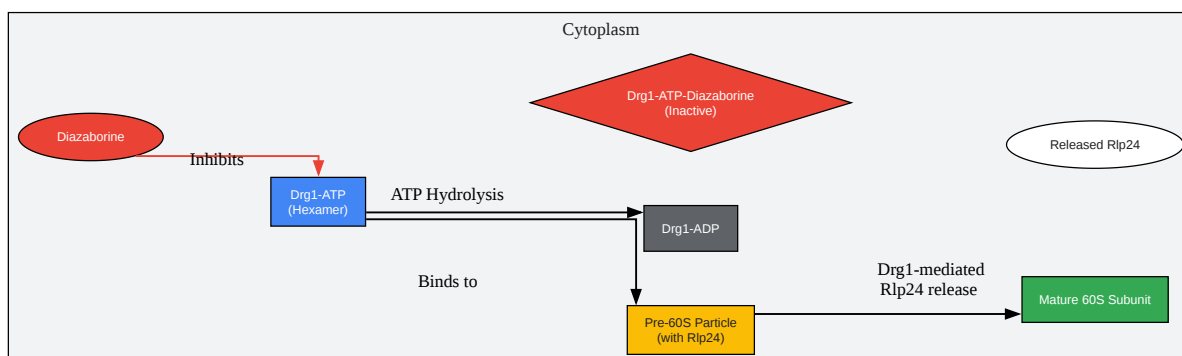 Cytoplasm
Drg1-ATP-Diazaborine
(Inactive)
Diazaborine
Inhibits
Released Rlp24
Drg1-ATP
(Hexamer)
ATP Hydrolysis
Drg1-ADP
Binds to
Drg1-mediated
Rlp24 release
Mature 60S Subunit
Pre-60S Particle
(with Rlp24)